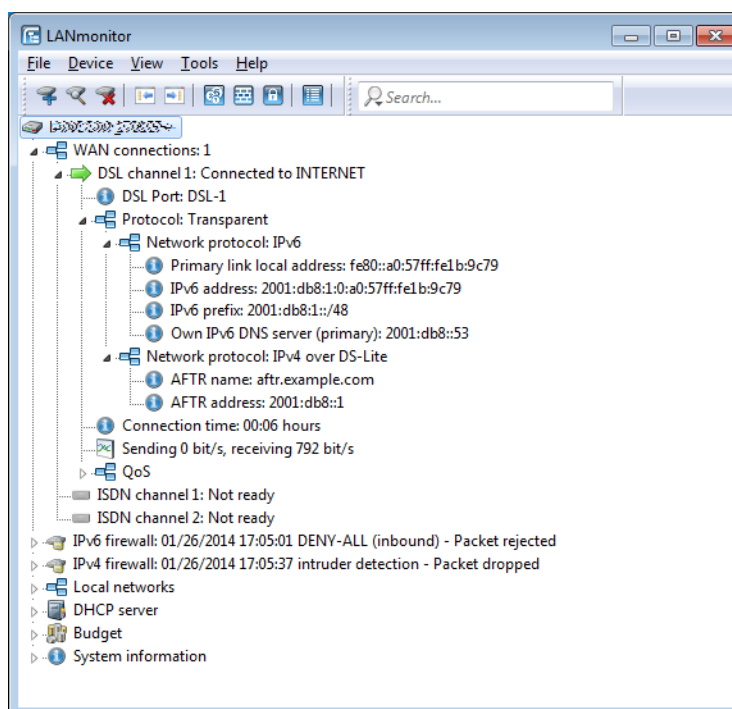 LANmonitor
File Device View Tools Help
Search...
WAN connections: 1
DSL channel 1: Connected to INTERNET
DSL Port: DSL-1
Protocol: Transparent
Network protocol: IPv6
Primary link local address: fe80::a0:57ff:fe1b:9c79
IPv6 address: 2001:db8:1:0:a0:57ff:fe1b:9c79
IPv6 prefix: 2001:db8:1::/48
Own IPv6 DNS server (primary): 2001:db8::53
Network protocol: IPv4 over DS-Lite
AFTR name: aftr.example.com
AFTR address: 2001:db8::1
Connection time: 00:06 hours
Sending 0 bit/s, receiving 792 bit/s
QoS
ISDN channel 1: Not ready
ISDN channel 2: Not ready
IPv6 firewall: 01/26/2014 17:05:01 DENY-ALL (inbound) - Packet rejected
IPv4 firewall: 01/26/2014 17:05:37 intruder detection - Packet dropped
Local networks
DHCP server
Budget
System information